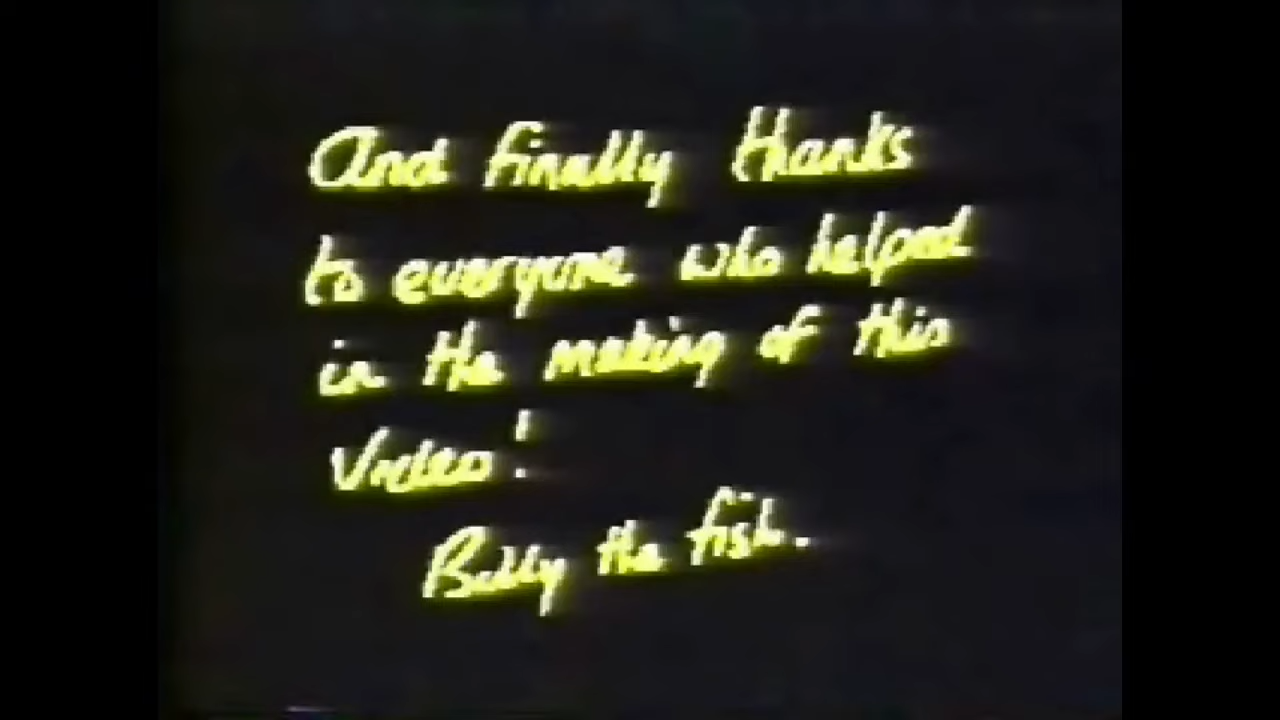 And finally thanks
to everyone who helped
in the making of this
Video!
Billy the fish.